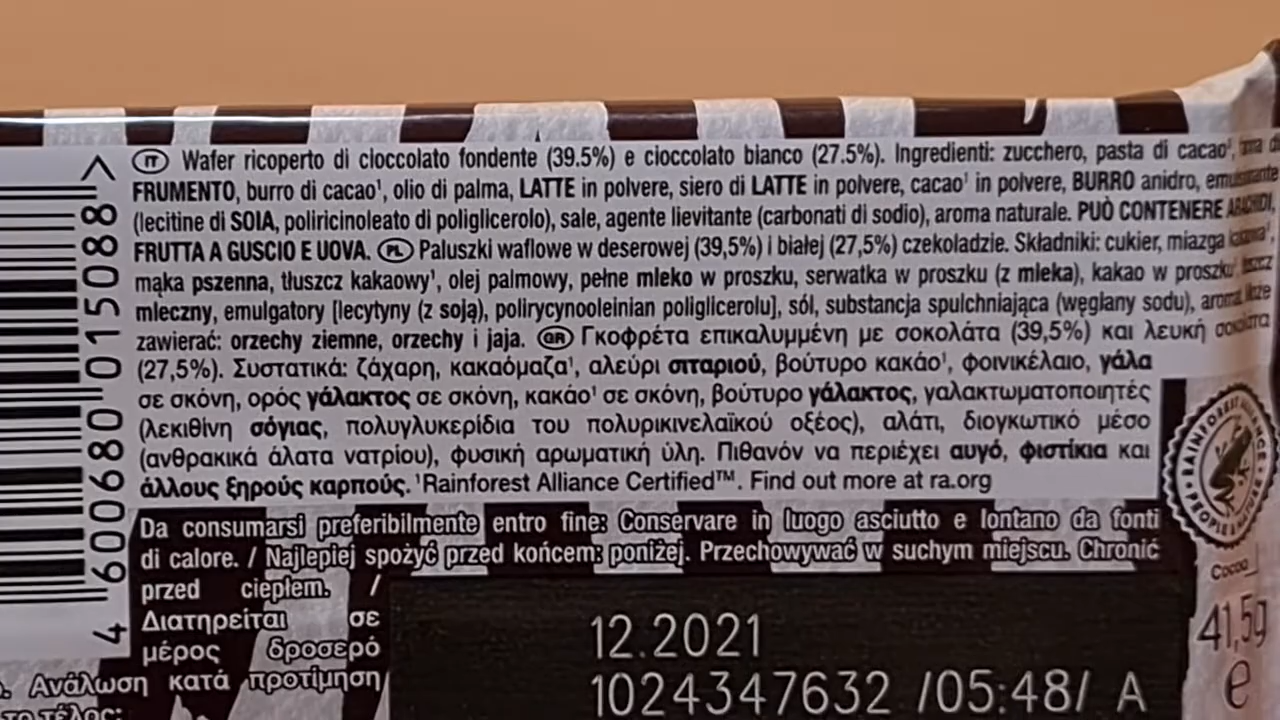 IT Wafer ricoperto di cioccolato fondente (39.5%) e cioccolato bianco (27.5%). Ingredienti: zucchero, pasta di cacao¹,
FRUMENTO, burro di cacao¹, olio di palma, LATTE in polvere, siero di LATTE in polvere, cacao¹ in polvere, BURRO anidro,
(lecitine di SOIA, poliricinoleato di poliglicerolo), sale, agente lievitante (carbonati di sodio), aroma naturale. PUÒ CONTENERE ARACHIDI,
FRUTTA A GUSCIO E UOVA. PL Paluszki waflowe w deserowej (39,5%) i białej (27,5%) czekoladzie. Składniki: cukier, miazga
mąka pszenna, tłuszcz kakaowy¹, olej palmowy, pełne mleko w proszku, serwatka w proszku (z mleka), kakao w proszku¹,
mleczny, emulgatory [lecytyny (z soją), polirycynooleinian poliglicerolu], sól, substancja spulchniająca (węglany sodu),
zawierać: orzechy ziemne, orzechy i jaja. GR Γκοφρέτα επικαλυμμένη με σοκολάτα (39,5%) και λευκή σοκολάτα
(27,5%). Συστατικά: ζάχαρη, κακαόμαζα¹, αλεύρι σιταριού, βούτυρο κακάο¹, φοινικέλαιο, γάλα
σε σκόνη, ορός γάλακτος σε σκόνη, κακάο¹ σε σκόνη, βούτυρο γάλακτος, γαλακτωματοποιητές
(λεκιθίνη σόγιας, πολυγλυκερίδια του πολυρικινελαϊκού οξέος), αλάτι, διογκωτικό μέσο
(ανθρακικά άλατα νατρίου), φυσική αρωματική ύλη. Πιθανόν να περιέχει αυγό, φιστίκια και
άλλους ξηρούς καρπούς. ¹Rainforest Alliance Certified™. Find out more at ra.org
Da consumarsi preferibilmente entro fine: Conservare in luogo asciutto e lontano da fonti
di calore. / Najlepiej spożyć przed końcem: poniżej. Przechowywać w suchym miejscu. Chronić
przed ciepłem. /
Διατηρείται σε
μέρος δροσερό
Ανάλωση κατά προτίμηση
το τέλος:
12.2021
1024347632 /05:48/ A
4 600680 015088 >
RAINFOREST ALLIANCE
PEOPLE & NATURE
Cocoa
41,5g
e